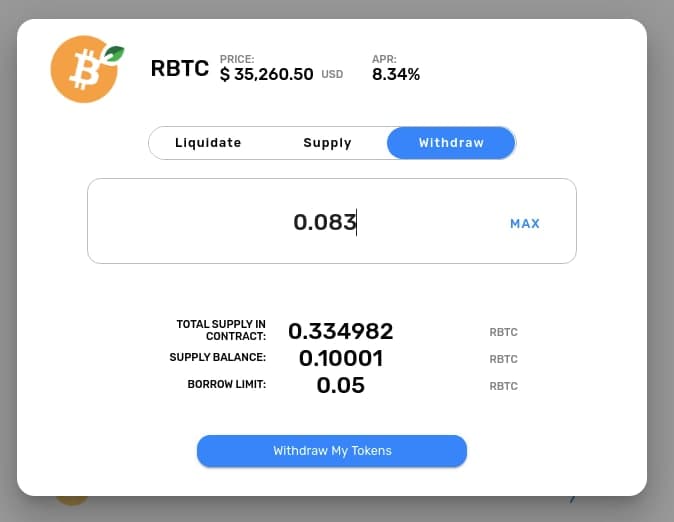 RBTC
PRICE:
$ 35,260.50 USD
APR:
8.34%
Liquidate Supply Withdraw
0.083 MAX
TOTAL SUPPLY IN
CONTRACT: 0.334982 RBTC
SUPPLY BALANCE: 0.10001 RBTC
BORROW LIMIT: 0.05 RBTC
Withdraw My Tokens